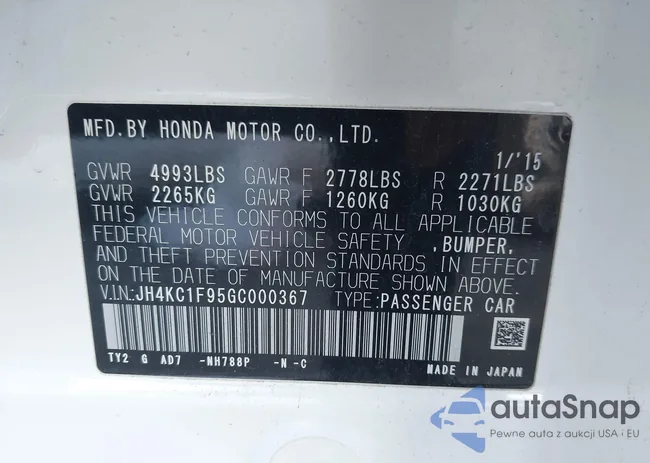 MFD.BY HONDA MOTOR CO.,LTD.
1/'15
GVWR 4993LBS GAWR F 2778LBS R 2271LBS
GVWR 2265KG GAWR F 1260KG R 1030KG
THIS VEHICLE CONFORMS TO ALL APPLICABLE
FEDERAL MOTOR VEHICLE SAFETY ,BUMPER,
AND THEFT PREVENTION STANDARDS IN EFFECT
ON THE DATE OF MANUFACTURE SHOWN ABOVE.
V.I.N:JH4KC1F95GC000367 TYPE:PASSENGER CAR
TY2 G AD7 -NH788P -N -C
MADE IN JAPAN
autaSnap
Pewne auta z aukcji USA i EU